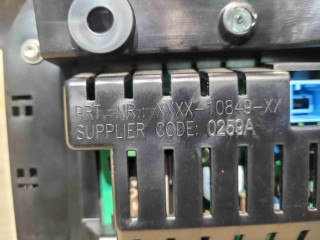 PRT. NR.: XXXX-10849-XX
SUPPLIER CODE: 0259A